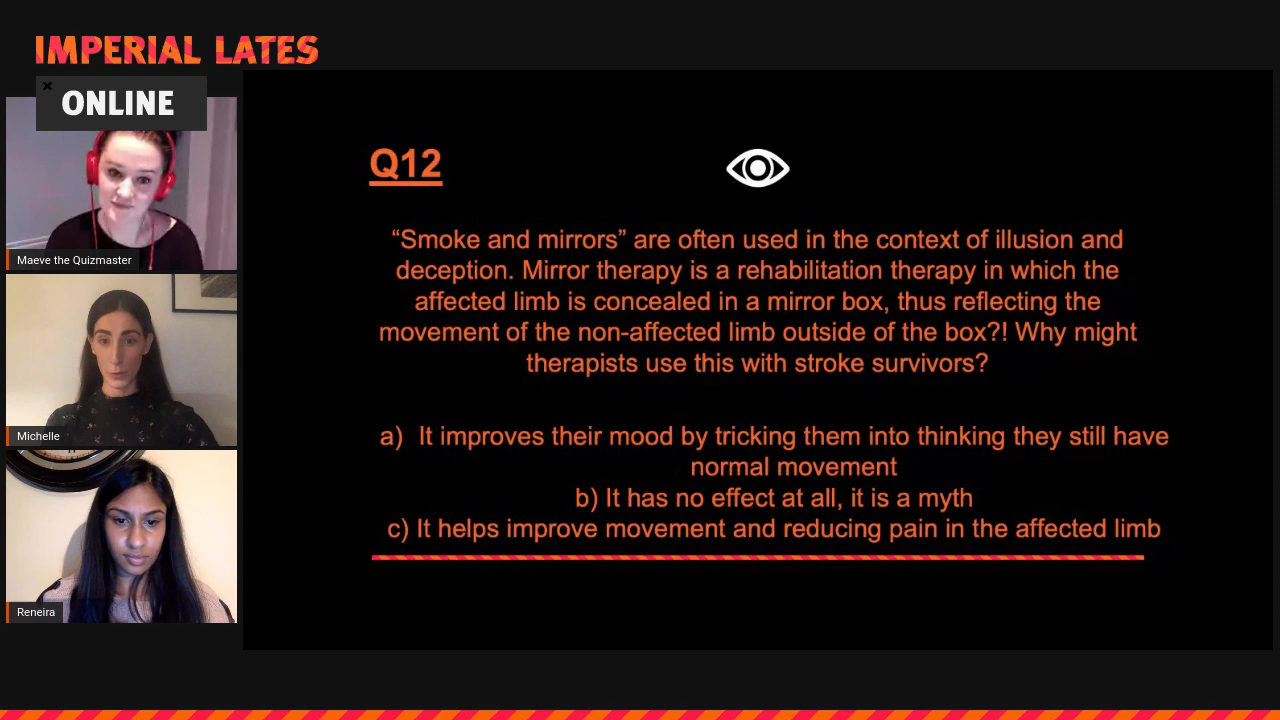 IMPERIAL LATES
ONLINE
Maeve the Quizmaster
Michelle
Reneira
Q12
“Smoke and mirrors” are often used in the context of illusion and
deception. Mirror therapy is a rehabilitation therapy in which the
affected limb is concealed in a mirror box, thus reflecting the
movement of the non-affected limb outside of the box?! Why might
therapists use this with stroke survivors?
a) It improves their mood by tricking them into thinking they still have
normal movement
b) It has no effect at all, it is a myth
c) It helps improve movement and reducing pain in the affected limb